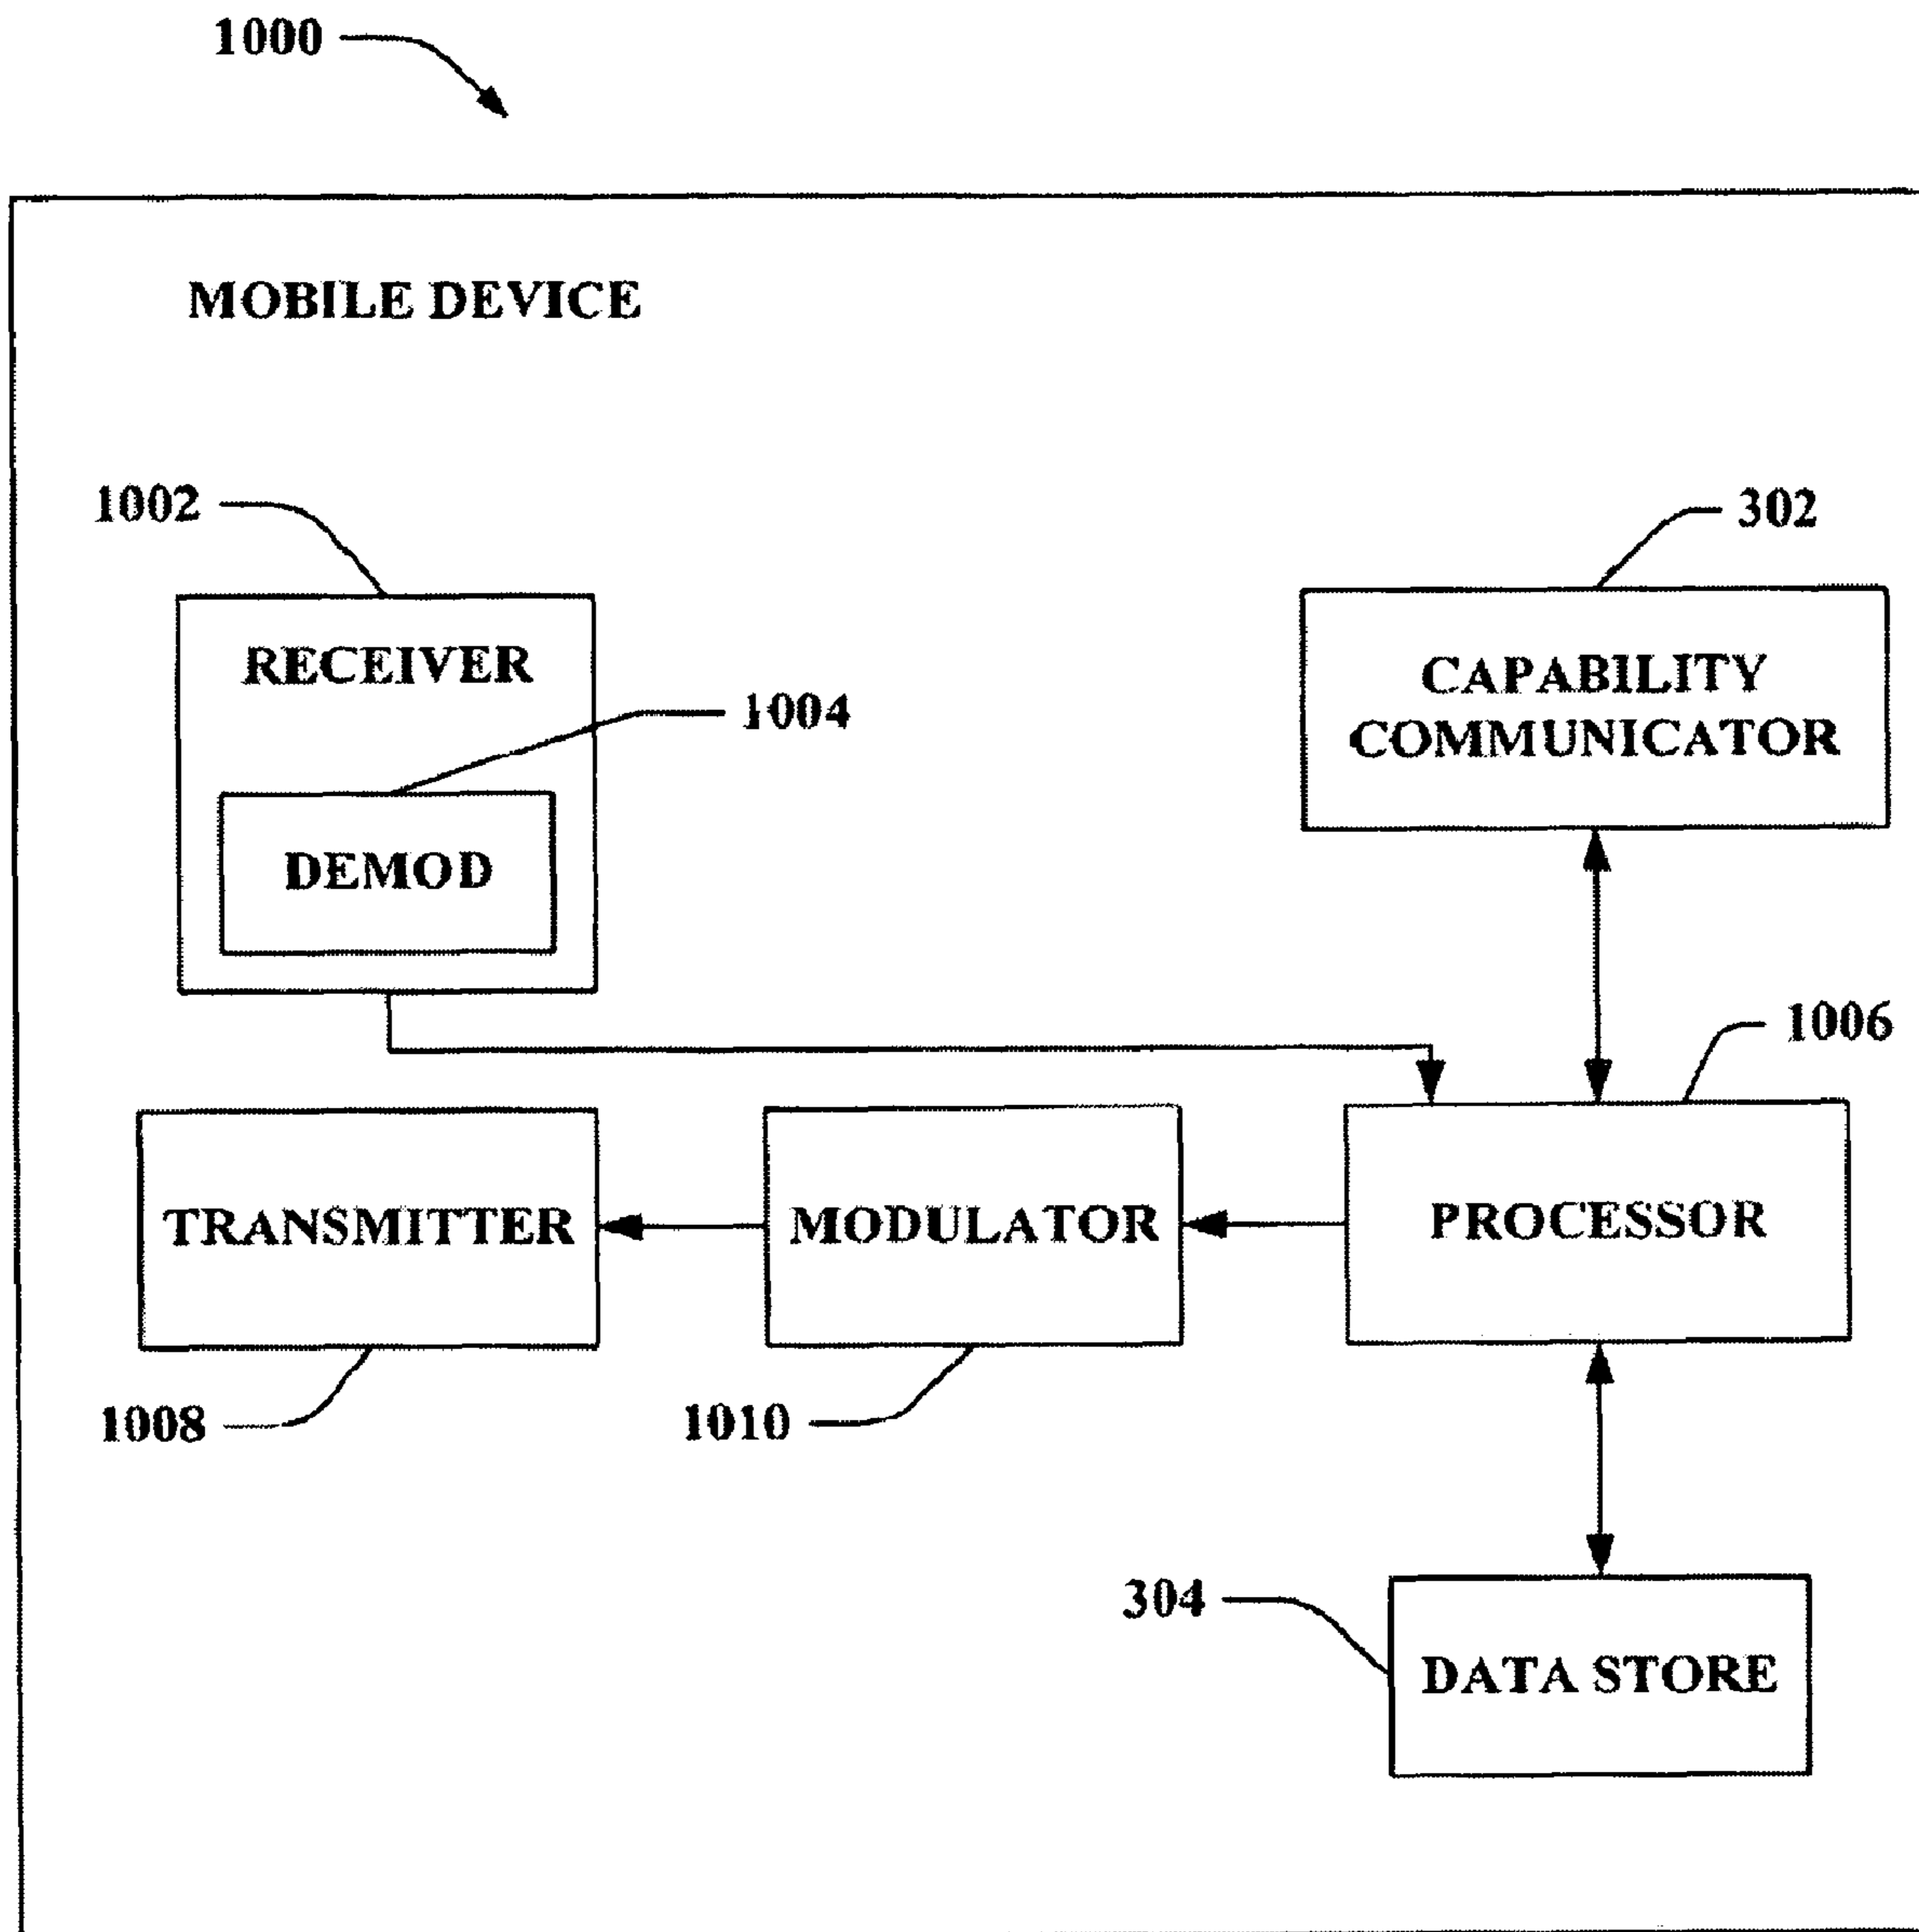 1000
MOBILE DEVICE
1002
302
RECEIVER
CAPABILITY
COMMUNICATOR
1004
DEMOD
1006
TRANSMITTER
MODULATOR
PROCESSOR
1008
1010
304
DATA STORE